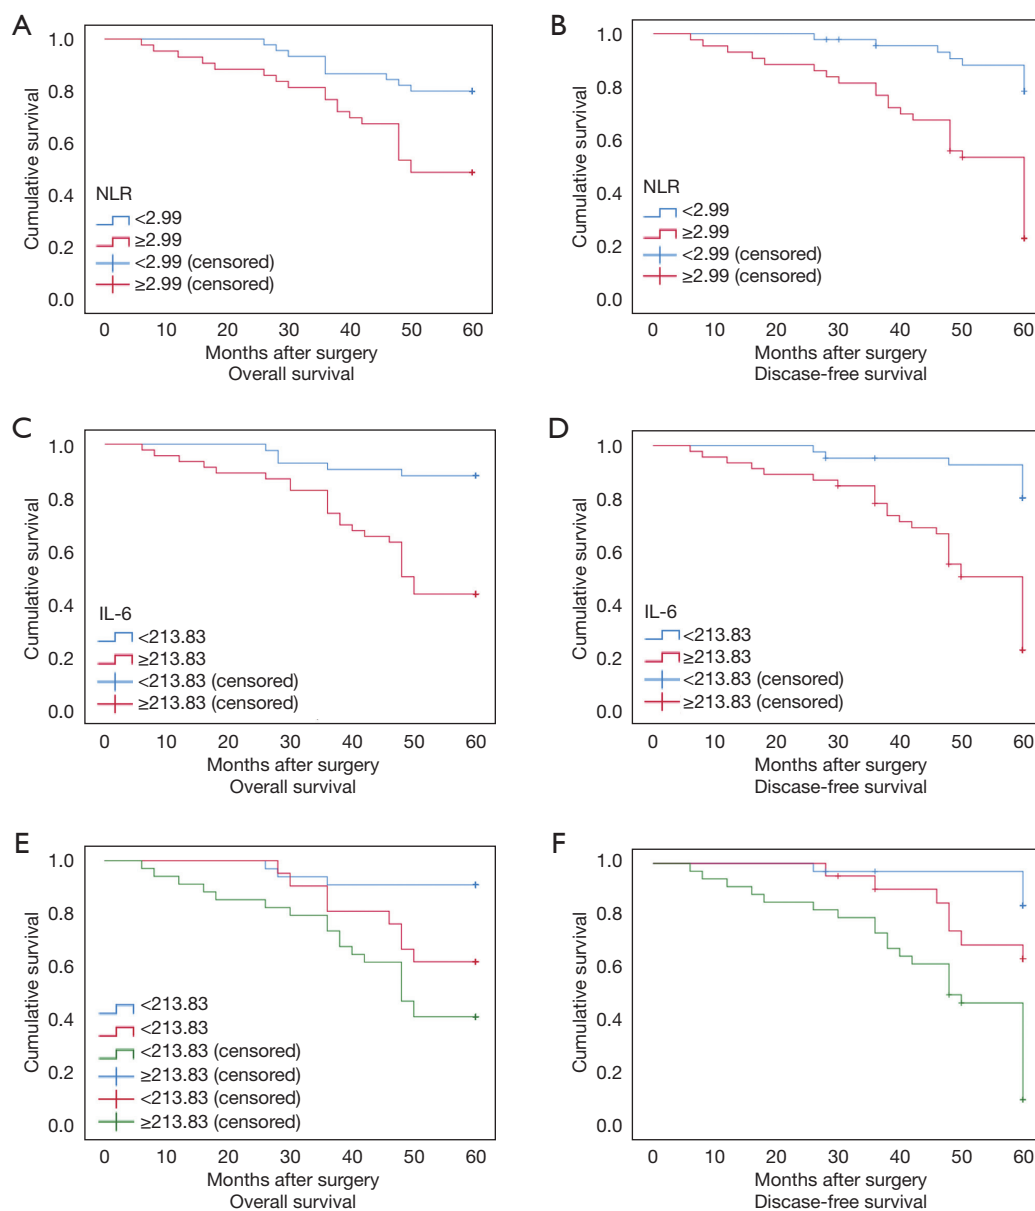 A
Cumulative survival
1.0
0.8
0.6
0.4
0.2
0.0
NLR
<2.99
≥2.99
<2.99 (censored)
≥2.99 (censored)
0 10 20 30 40 50 60
Months after surgery
Overall survival
B
Cumulative survival
1.0
0.8
0.6
0.4
0.2
0.0
NLR
<2.99
≥2.99
<2.99 (censored)
≥2.99 (censored)
0 10 20 30 40 50 60
Months after surgery
Discase-free survival
C
Cumulative survival
1.0
0.8
0.6
0.4
0.2
0.0
IL-6
<213.83
≥213.83
<213.83 (censored)
≥213.83 (censored)
0 10 20 30 40 50 60
Months after surgery
Overall survival
D
Cumulative survival
1.0
0.8
0.6
0.4
0.2
0.0
IL-6
<213.83
≥213.83
<213.83 (censored)
≥213.83 (censored)
0 10 20 30 40 50 60
Months after surgery
Discase-free survival
E
Cumulative survival
1.0
0.8
0.6
0.4
0.2
0.0
<213.83
<213.83
<213.83 (censored)
≥213.83 (censored)
<213.83 (censored)
≥213.83 (censored)
0 10 20 30 40 50 60
Months after surgery
Overall survival
F
Cumulative survival
1.0
0.8
0.6
0.4
0.2
0.0
0 10 20 30 40 50 60
Months after surgery
Discase-free survival